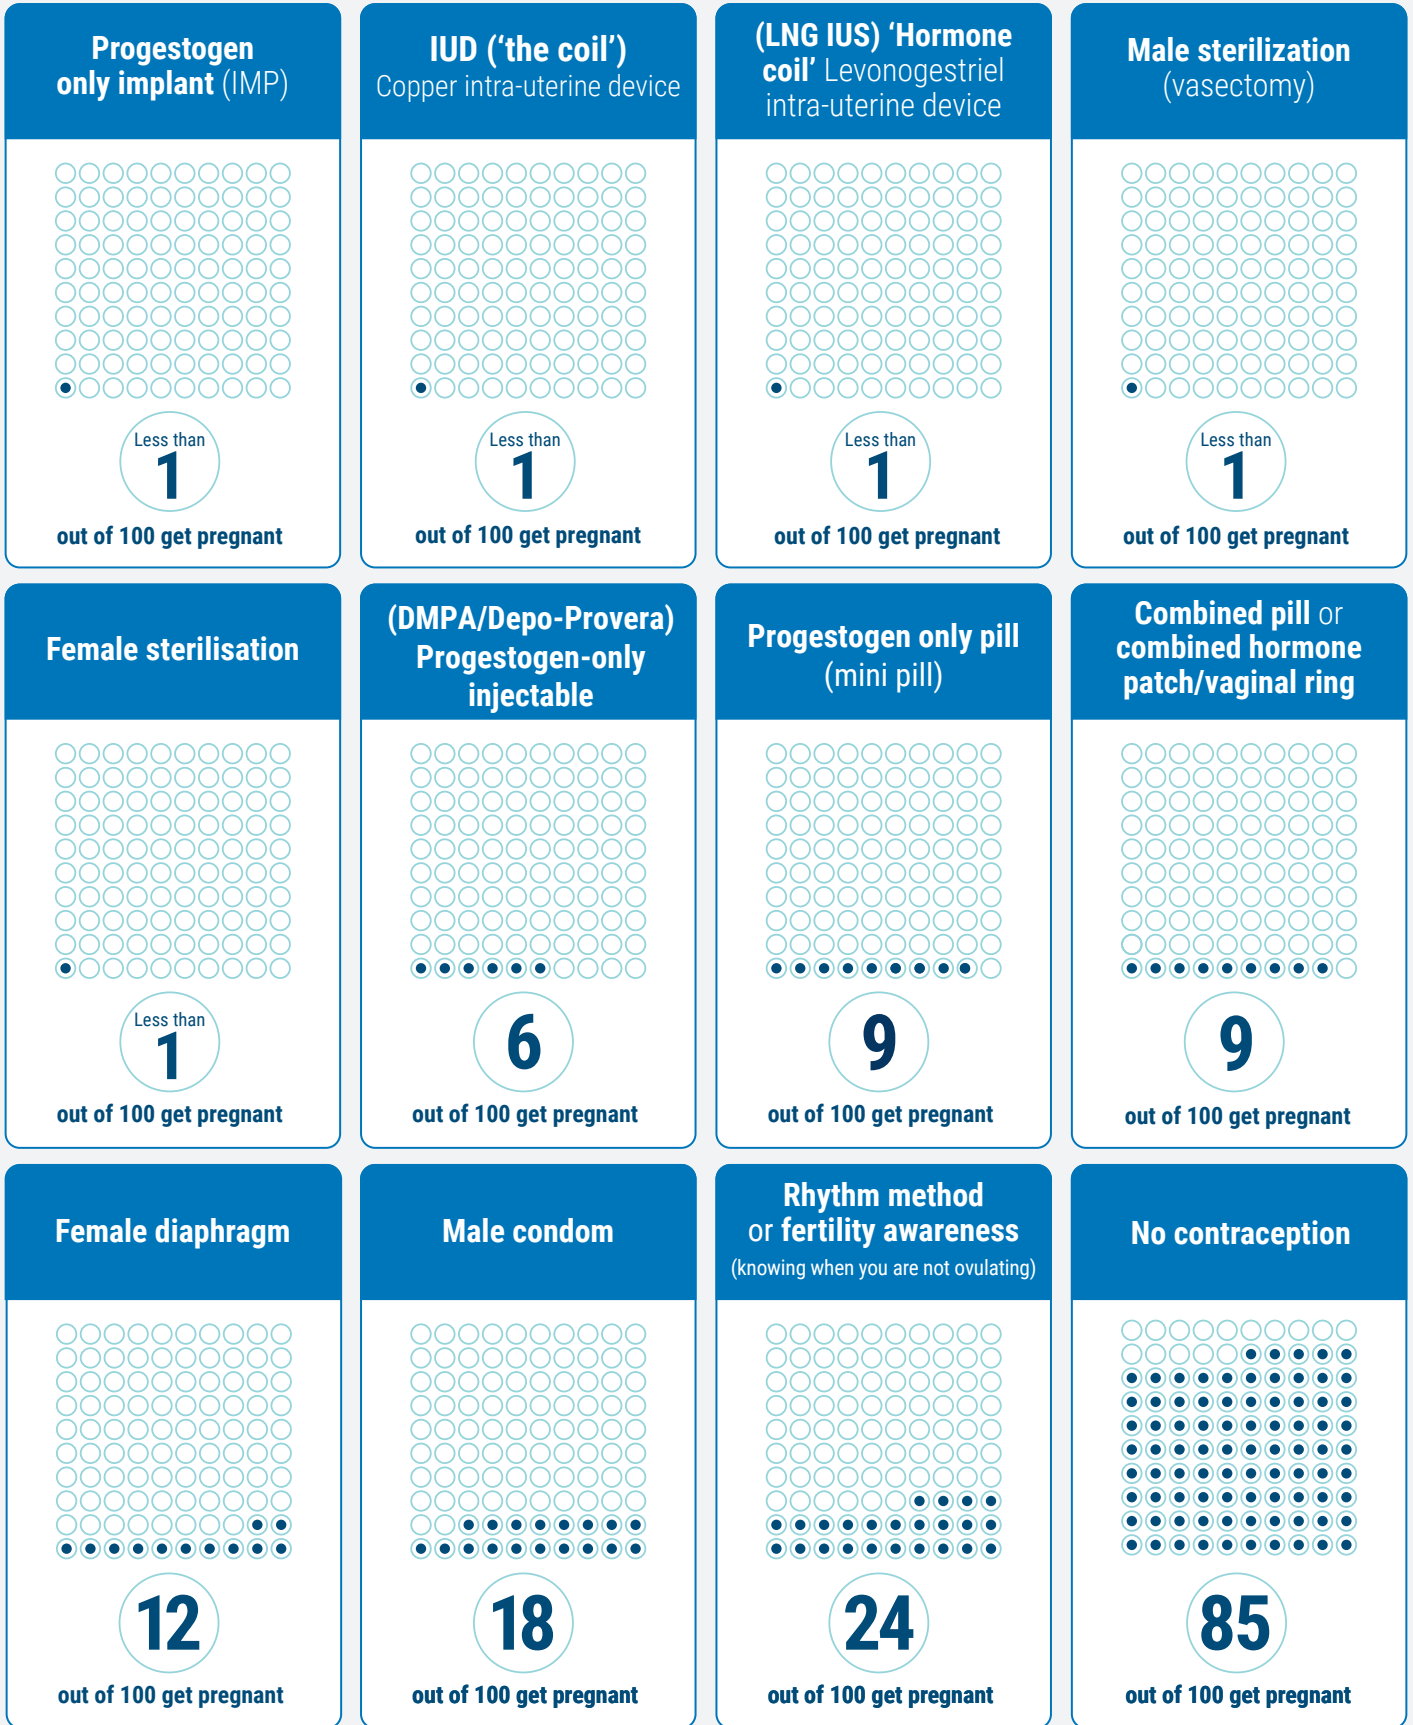 Progestogen
only implant (IMP)
Less than
1
out of 100 get pregnant
IUD (‘the coil’)
Copper intra-uterine device
Less than
1
out of 100 get pregnant
(LNG IUS) ‘Hormone
coil’ Levonogestriel
intra-uterine device
Less than
1
out of 100 get pregnant
Male sterilization
(vasectomy)
Less than
1
out of 100 get pregnant
Female sterilisation
Less than
1
out of 100 get pregnant
(DMPA/Depo-Provera)
Progestogen-only
injectable
6
out of 100 get pregnant
Progestogen only pill
(mini pill)
9
out of 100 get pregnant
Combined pill or
combined hormone
patch/vaginal ring
9
out of 100 get pregnant
Female diaphragm
12
out of 100 get pregnant
Male condom
18
out of 100 get pregnant
Rhythm method
or fertility awareness
(knowing when you are not ovulating)
24
out of 100 get pregnant
No contraception
85
out of 100 get pregnant